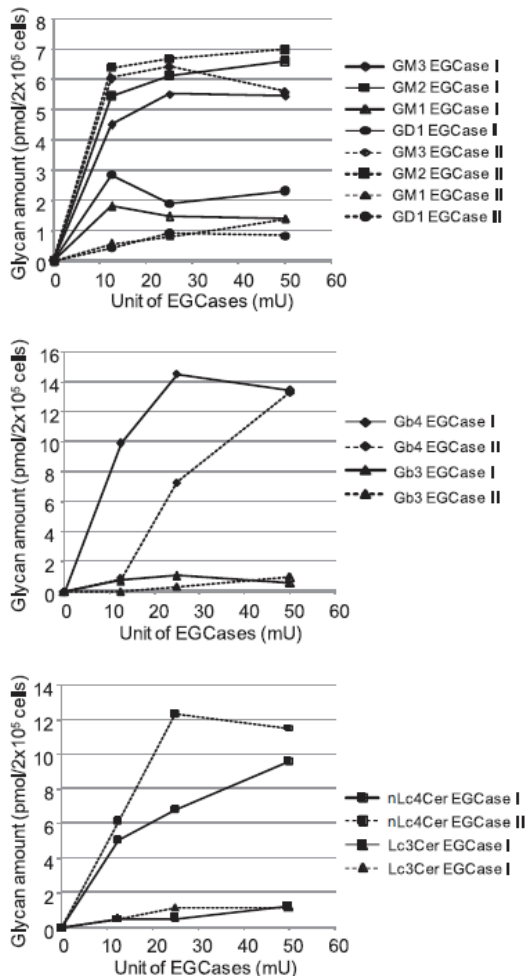 8
7
6
5
4
3
2
1
0
Glycan amount (pmol/2x10⁵ cells)
0 10 20 30 40 50 60
Unit of EGCases (mU)
GM3 EGCase I
GM2 EGCase I
GM1 EGCase I
GD1 EGCase I
GM3 EGCase II
GM2 EGCase II
GM1 EGCase II
GD1 EGCase II
16
14
12
10
8
6
4
2
0
Glycan amount (pmol/2x10⁵ cells)
0 10 20 30 40 50 60
Unit of EGCases (mU)
Gb4 EGCase I
Gb4 EGCase II
Gb3 EGCase I
Gb3 EGCase II
14
12
10
8
6
4
2
0
Glycan amount (pmol/2x10⁵ cells)
0 10 20 30 40 50 60
Unit of EGCases (mU)
nLc4Cer EGCase I
nLc4Cer EGCase II
Lc3Cer EGCase I
Lc3Cer EGCase I